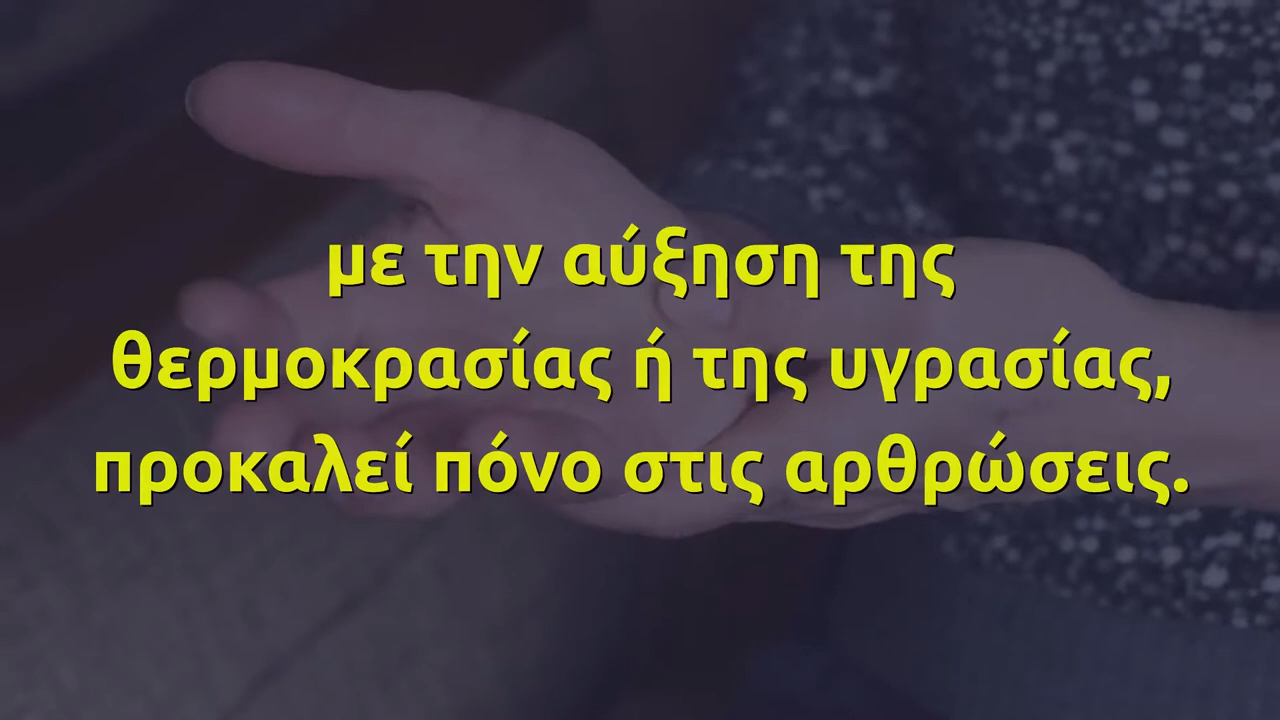 με την αύξηση της
θερμοκρασίας ή της υγρασίας,
προκαλεί πόνο στις αρθρώσεις.